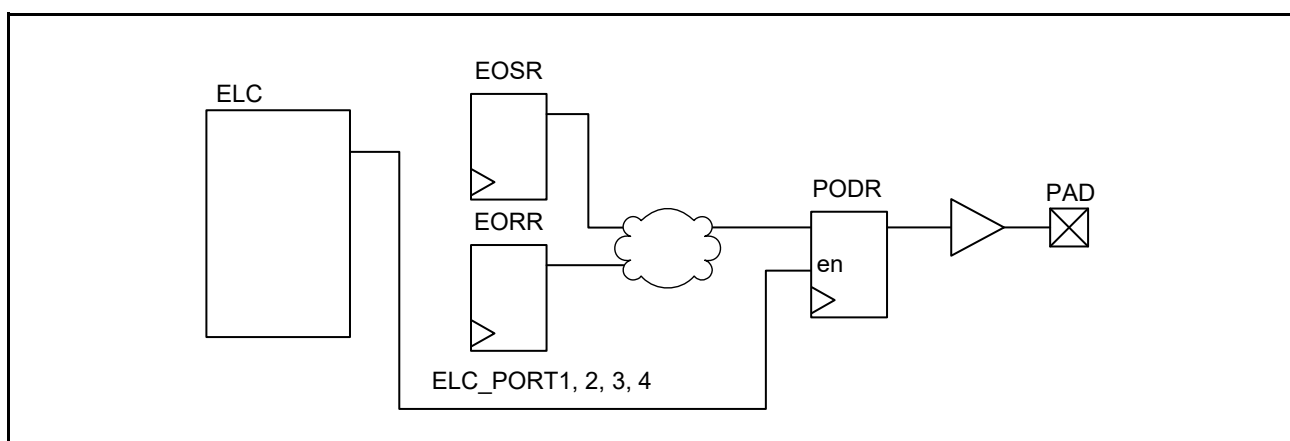 EOSR
ELC
PODR
PAD
EORR
en
ELC_PORT1, 2, 3, 4